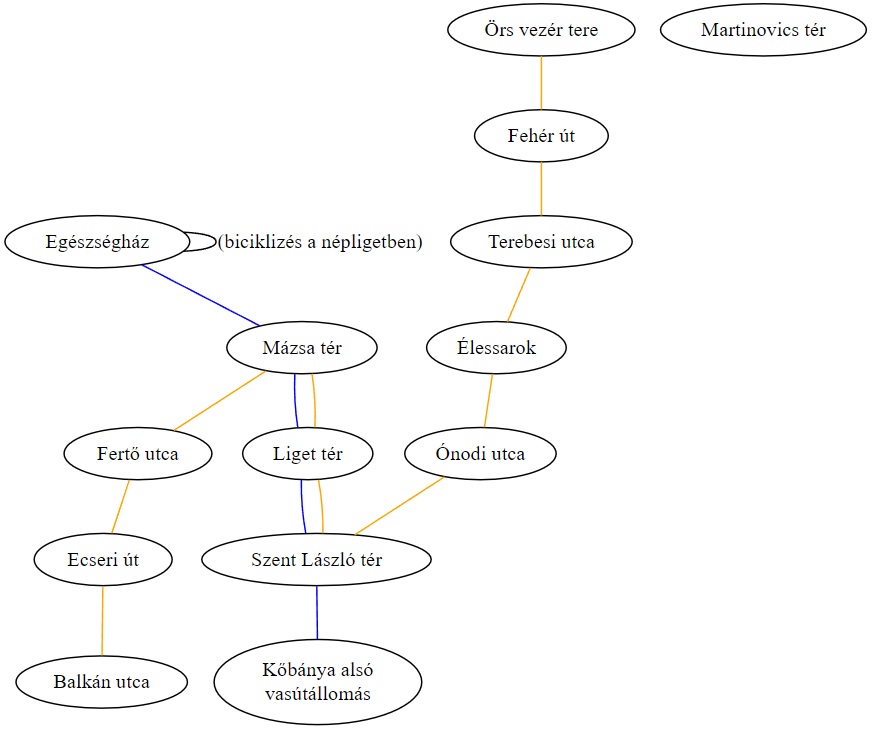 Örs vezér tere
Martinovics tér
Fehér út
Egészségház
(biciklizés a népligetben)
Terebesi utca
Mázsa tér
Élessarok
Fertő utca
Liget tér
Ónodi utca
Ecseri út
Szent László tér
Balkán utca
Kőbánya alsó
vasútállomás